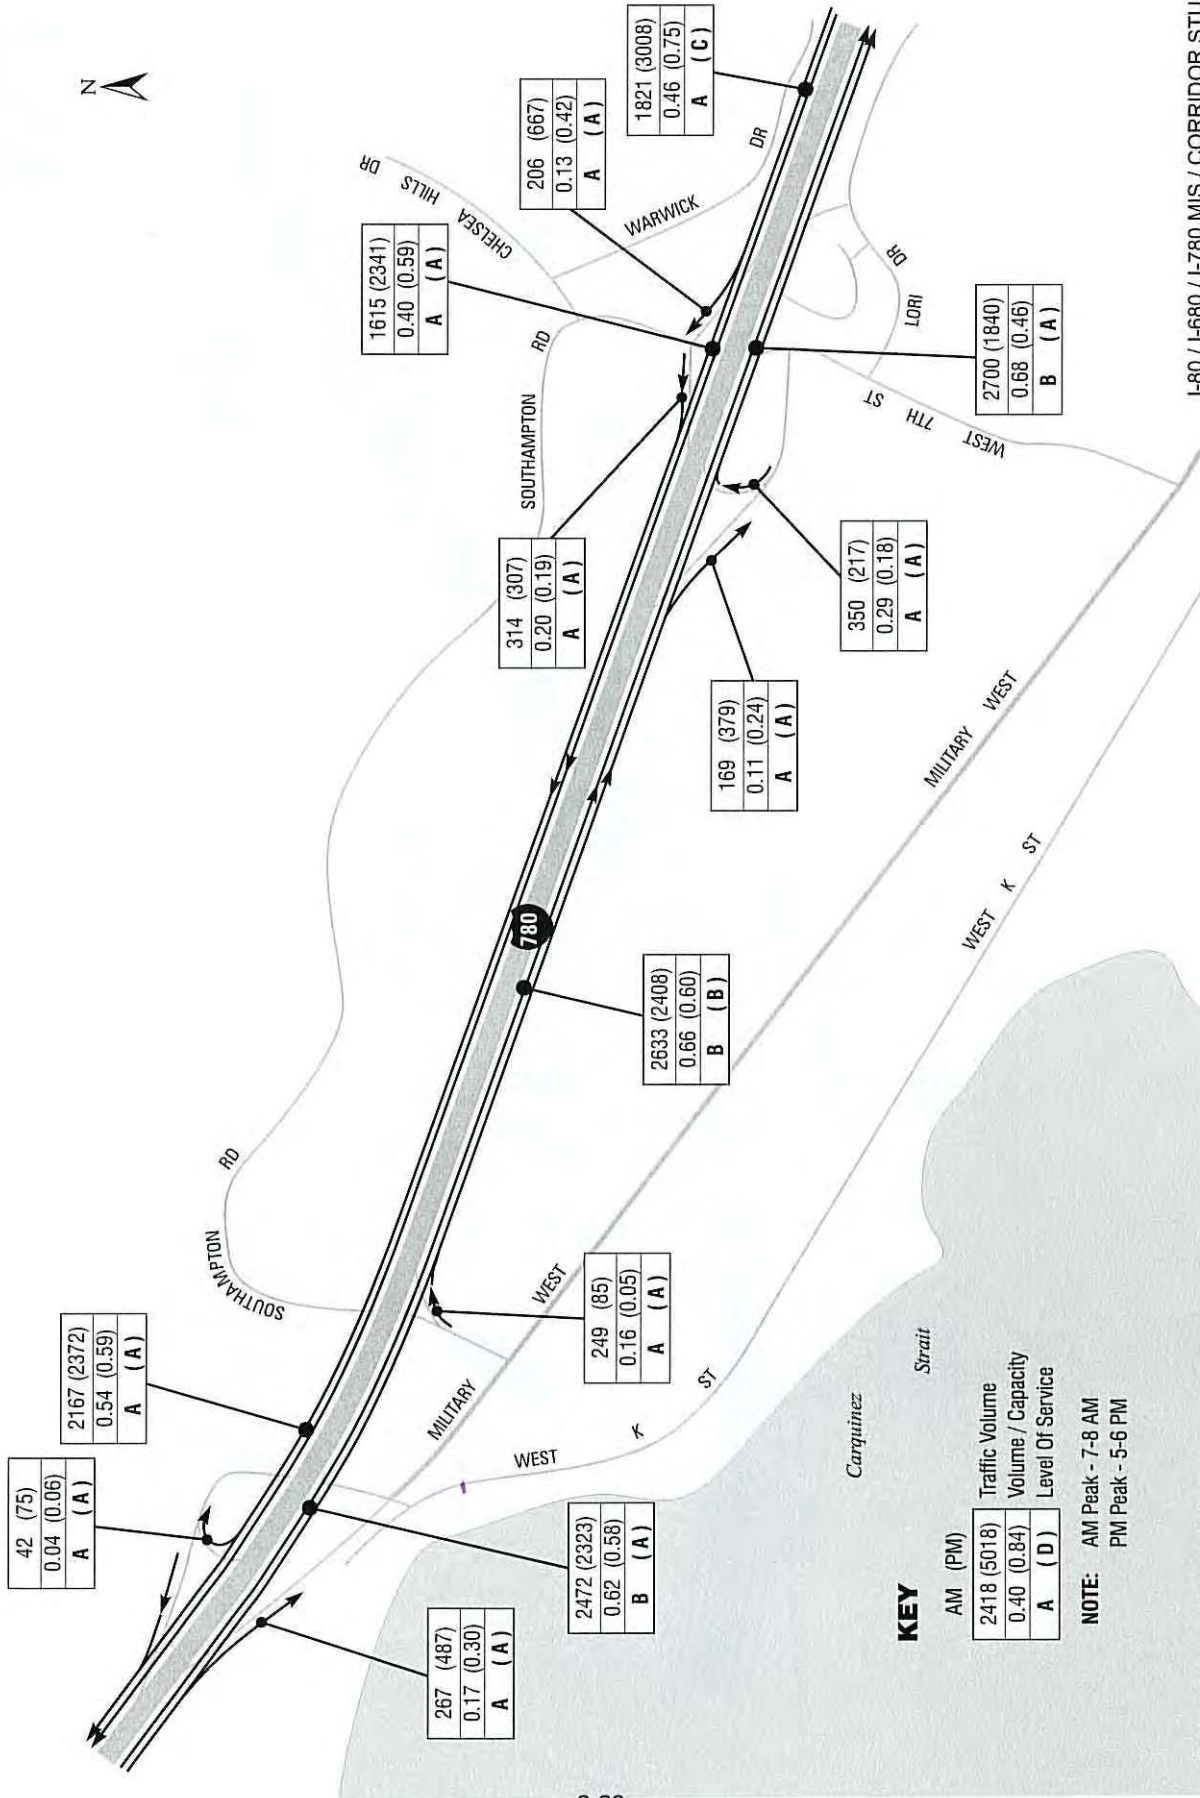 N
42 (75)
0.04 (0.06)
A (A)
2167 (2372)
0.54 (0.59)
A (A)
1615 (2341)
0.40 (0.59)
A (A)
206 (667)
0.13 (0.42)
A (A)
1821 (3008)
0.46 (0.75)
A (C)
314 (307)
0.20 (0.19)
A (A)
SOUTHAMPTON RD
SOUTHAMPTON RD
CHELSEA HILLS DR
WARWICK DR
780
267 (487)
0.17 (0.30)
A (A)
2472 (2323)
0.62 (0.58)
B (A)
249 (85)
0.16 (0.05)
A (A)
2633 (2408)
0.66 (0.60)
B (B)
169 (379)
0.11 (0.24)
A (A)
350 (217)
0.29 (0.18)
A (A)
2700 (1840)
0.68 (0.46)
B (A)
LORI DR
WEST 7TH ST
MILITARY WEST
MILITARY WEST
WEST K ST
WEST K ST
Carquinez
Strait
KEY
AM (PM)
2418 (5018) Traffic Volume
0.40 (0.84) Volume / Capacity
A (D) Level Of Service
NOTE: AM Peak - 7-8 AM
PM Peak - 5-6 PM